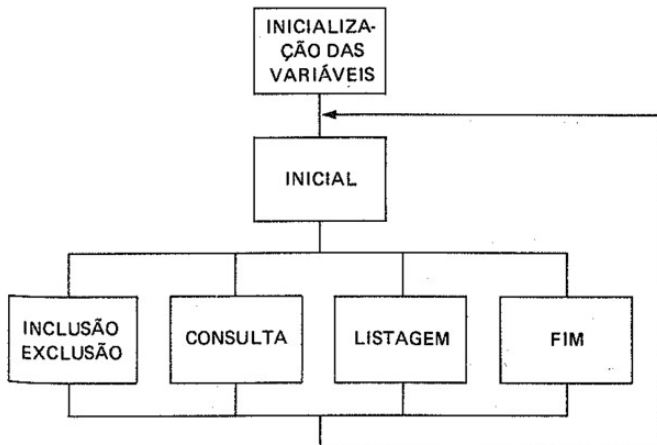 INICIALIZA-
ÇÃO DAS
VARIÁVEIS
INICIAL
INCLUSÃO
EXCLUSÃO
CONSULTA
LISTAGEM
FIM